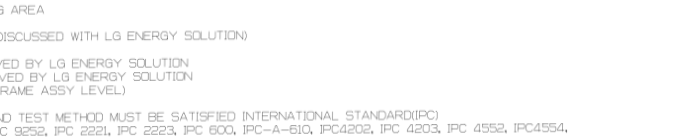 G AREA
DISCUSSED WITH LG ENERGY SOLUTION)
VED BY LG ENERGY SOLUTION
VED BY LG ENERGY SOLUTION
FRAME ASSY LEVEL)
ND TEST METHOD MUST BE SATISFIED INTERNATIONAL STANDARD(IPC)
PC 9252, IPC 2221, IPC 2223, IPC 600, IPC-A-610, IPC4202, IPC 4203, IPC 4552, IPC4554,